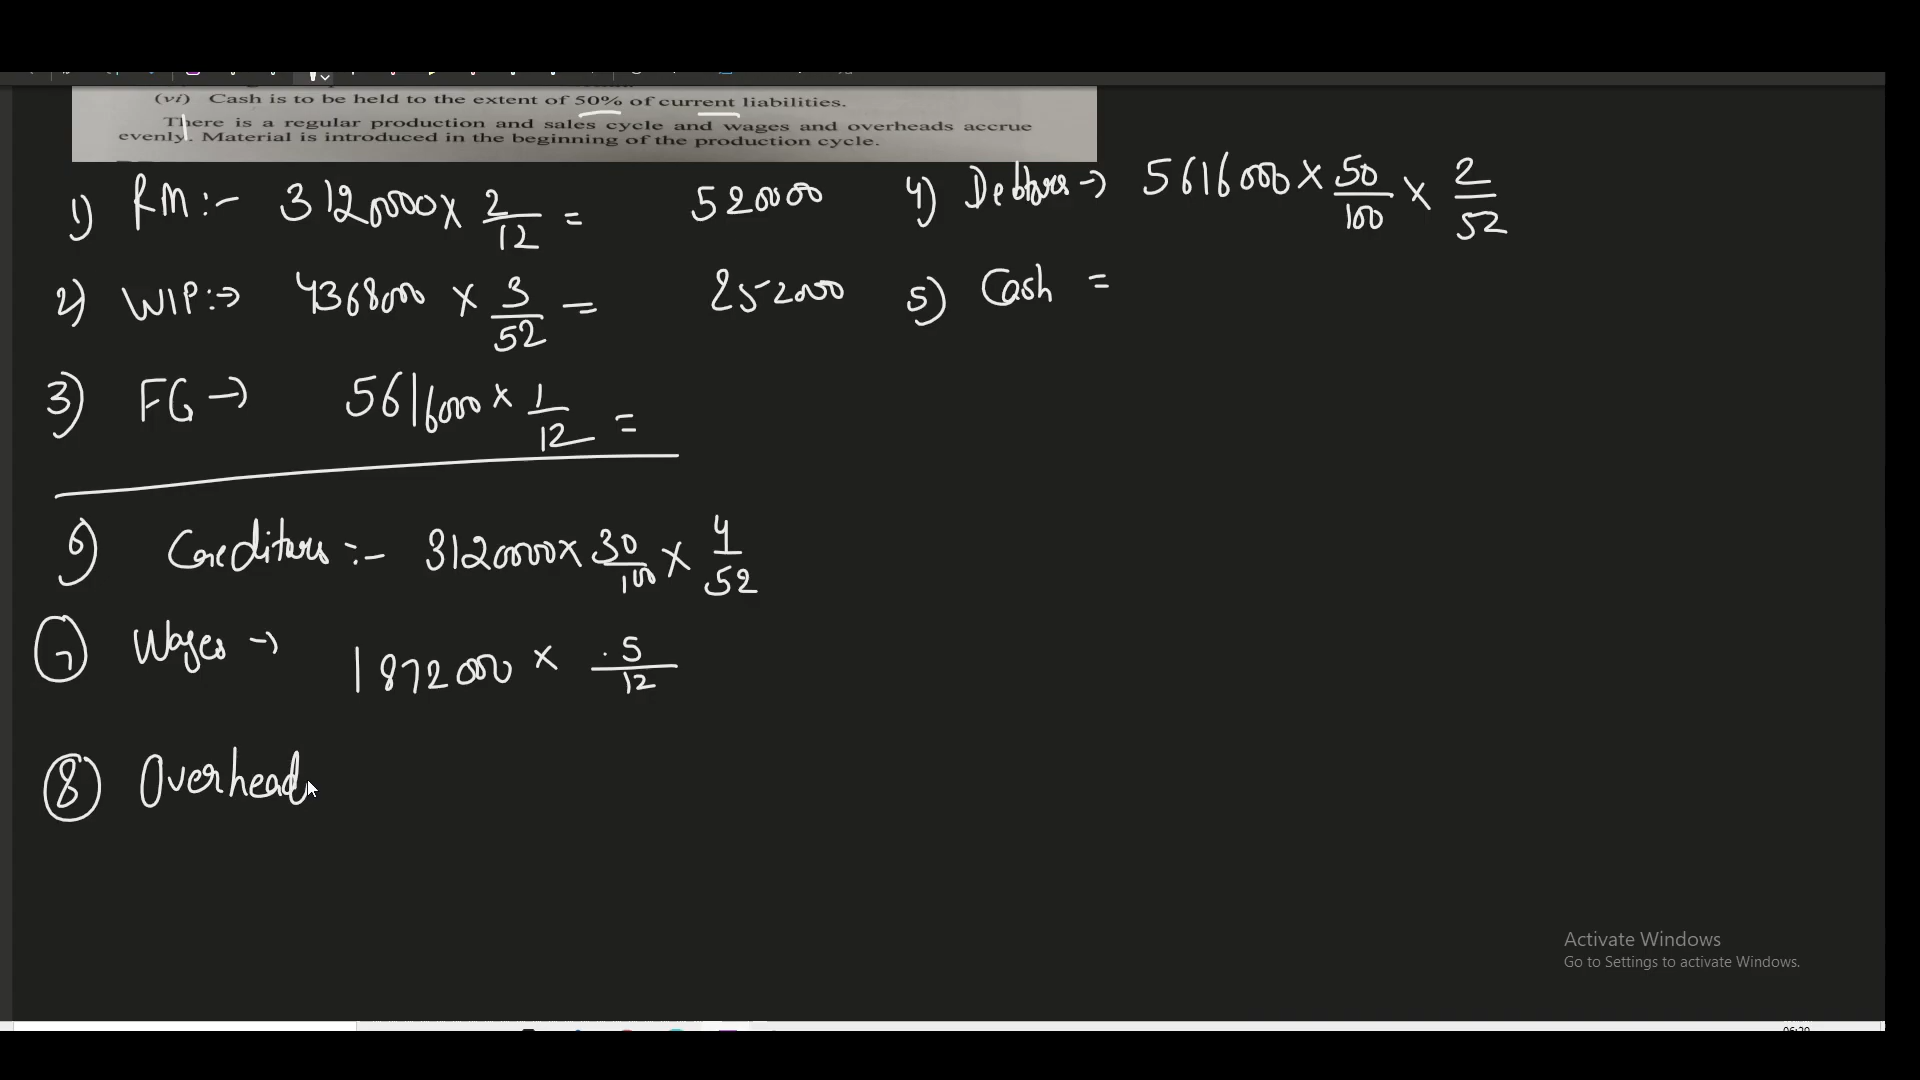 (vi) Cash is to be held to the extent of 50% of current liabilities.
There is a regular production and sales cycle and wages and overheads accrue
evenly. Material is introduced in the beginning of the production cycle.
1) RM :- 3120000 x 2/12 = 520000
2) WIP :→ 4368000 x 3/52 = 252000
3) FG → 5616000 x 1/12 =
4) Debtors → 5616000 x 50/100 x 2/52
5) Cash =
6) Creditors :- 3120000 x 30/100 x 4/52
7 Wages → 1872000 x .5/12
8 Overhead
Activate Windows
Go to Settings to activate Windows.